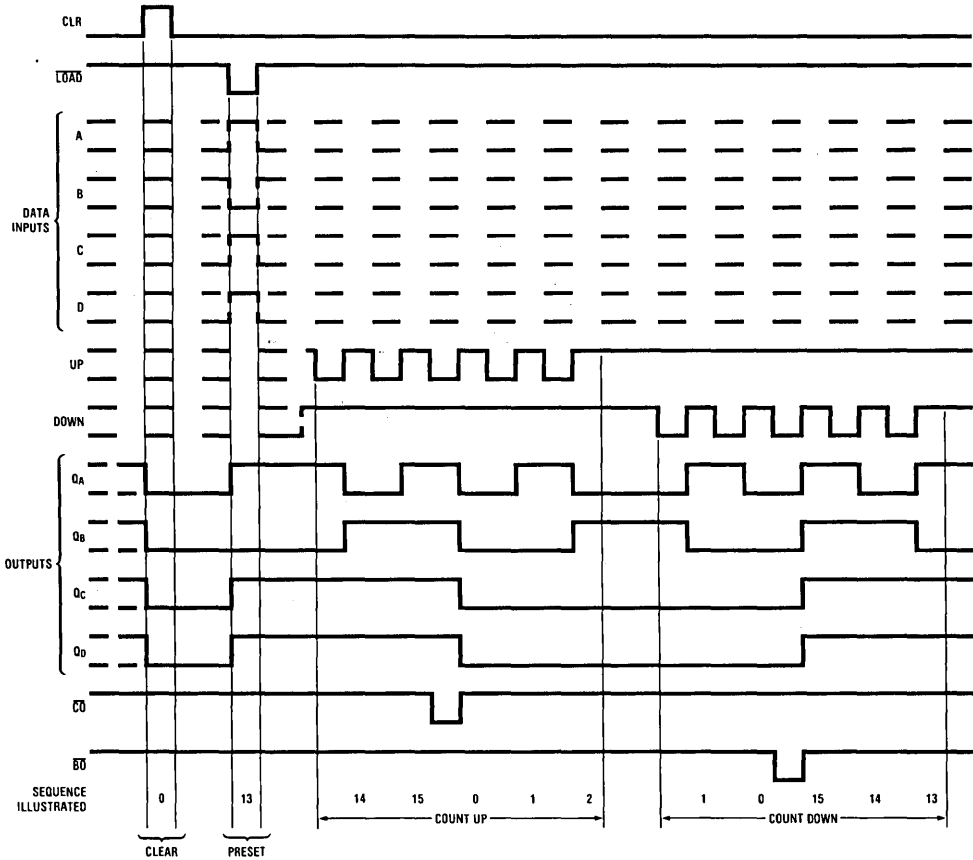 CLR
LOAD
A
B
DATA
INPUTS
C
D
UP
DOWN
QA
QB
OUTPUTS
QC
QD
CO
BO
SEQUENCE
ILLUSTRATED
0 13 14 15 0 1 2 1 0 15 14 13
COUNT UP COUNT DOWN
CLEAR PRESET